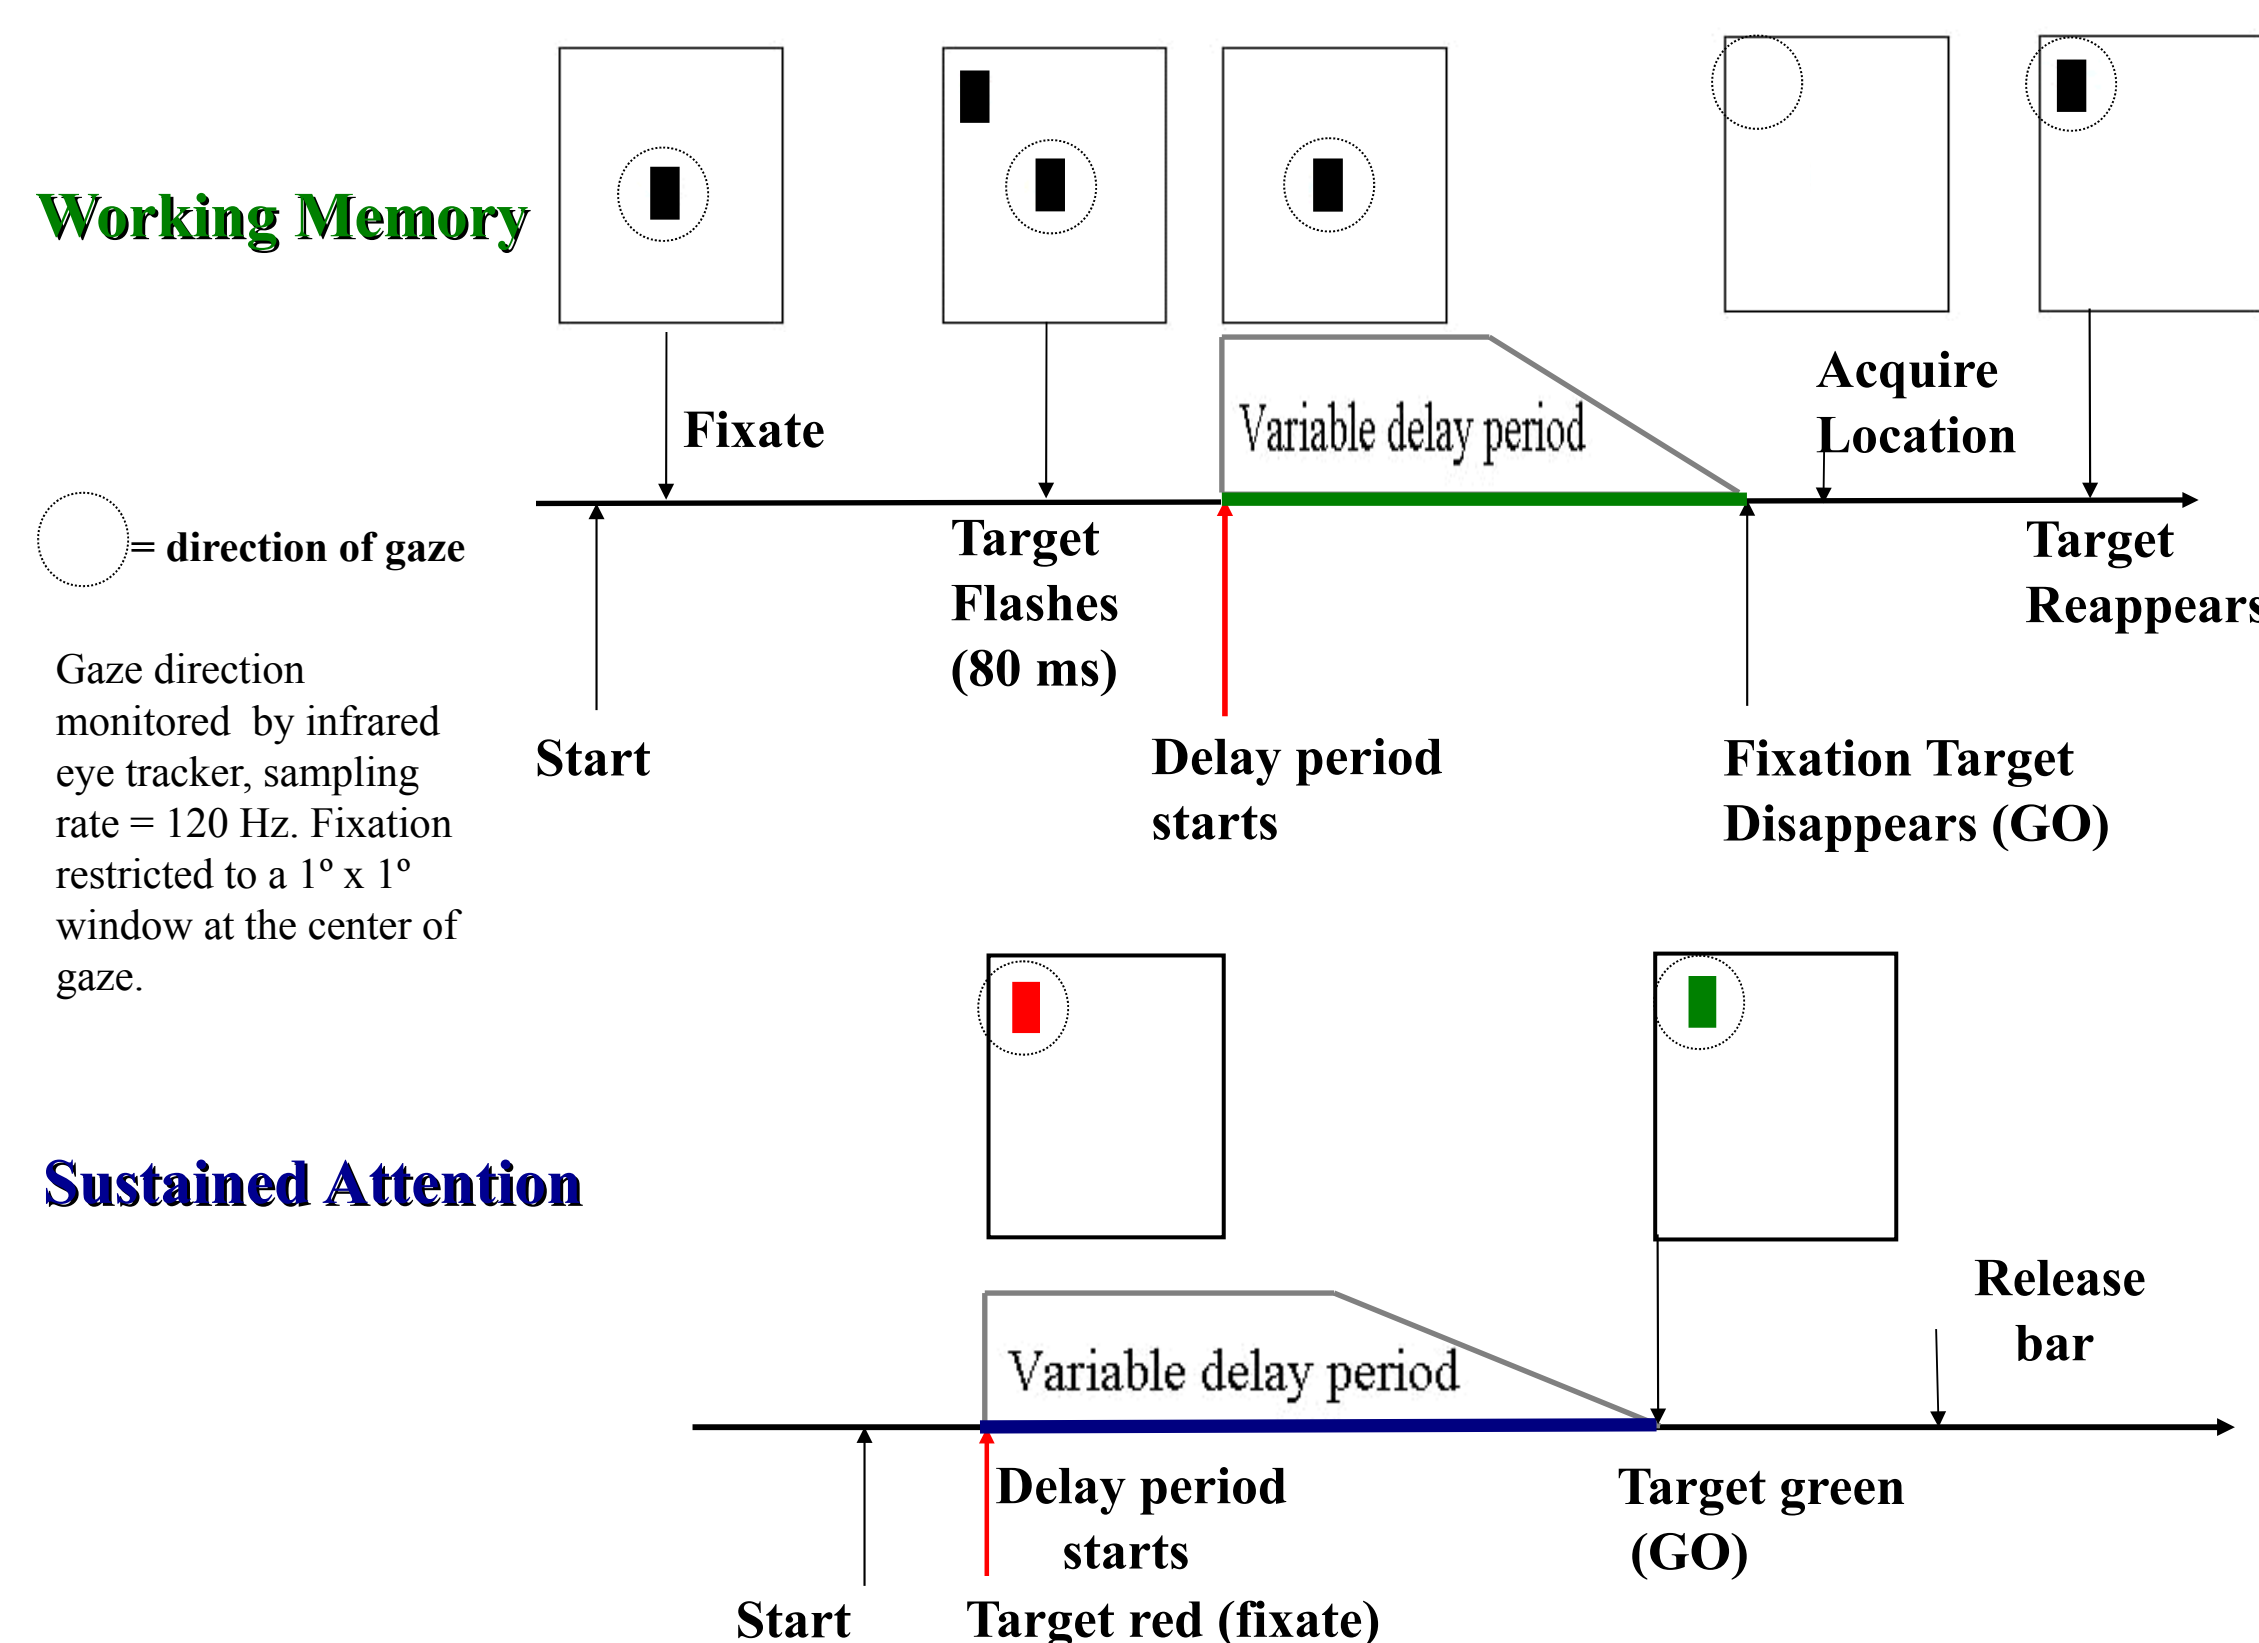 Working Memory
Fixate
Variable delay period
Acquire
Location
= direction of gaze
Target
Flashes
(80 ms)
Target
Reappears
Start
Delay period
starts
Fixation Target
Disappears (GO)
Gaze direction
monitored  by infrared
eye tracker, sampling
rate = 120 Hz. Fixation
restricted to a 1º x 1º
window at the center of
gaze.
Sustained Attention
Variable delay period
Release
bar
Delay period
starts
Target green
(GO)
Start
Target red (fixate)